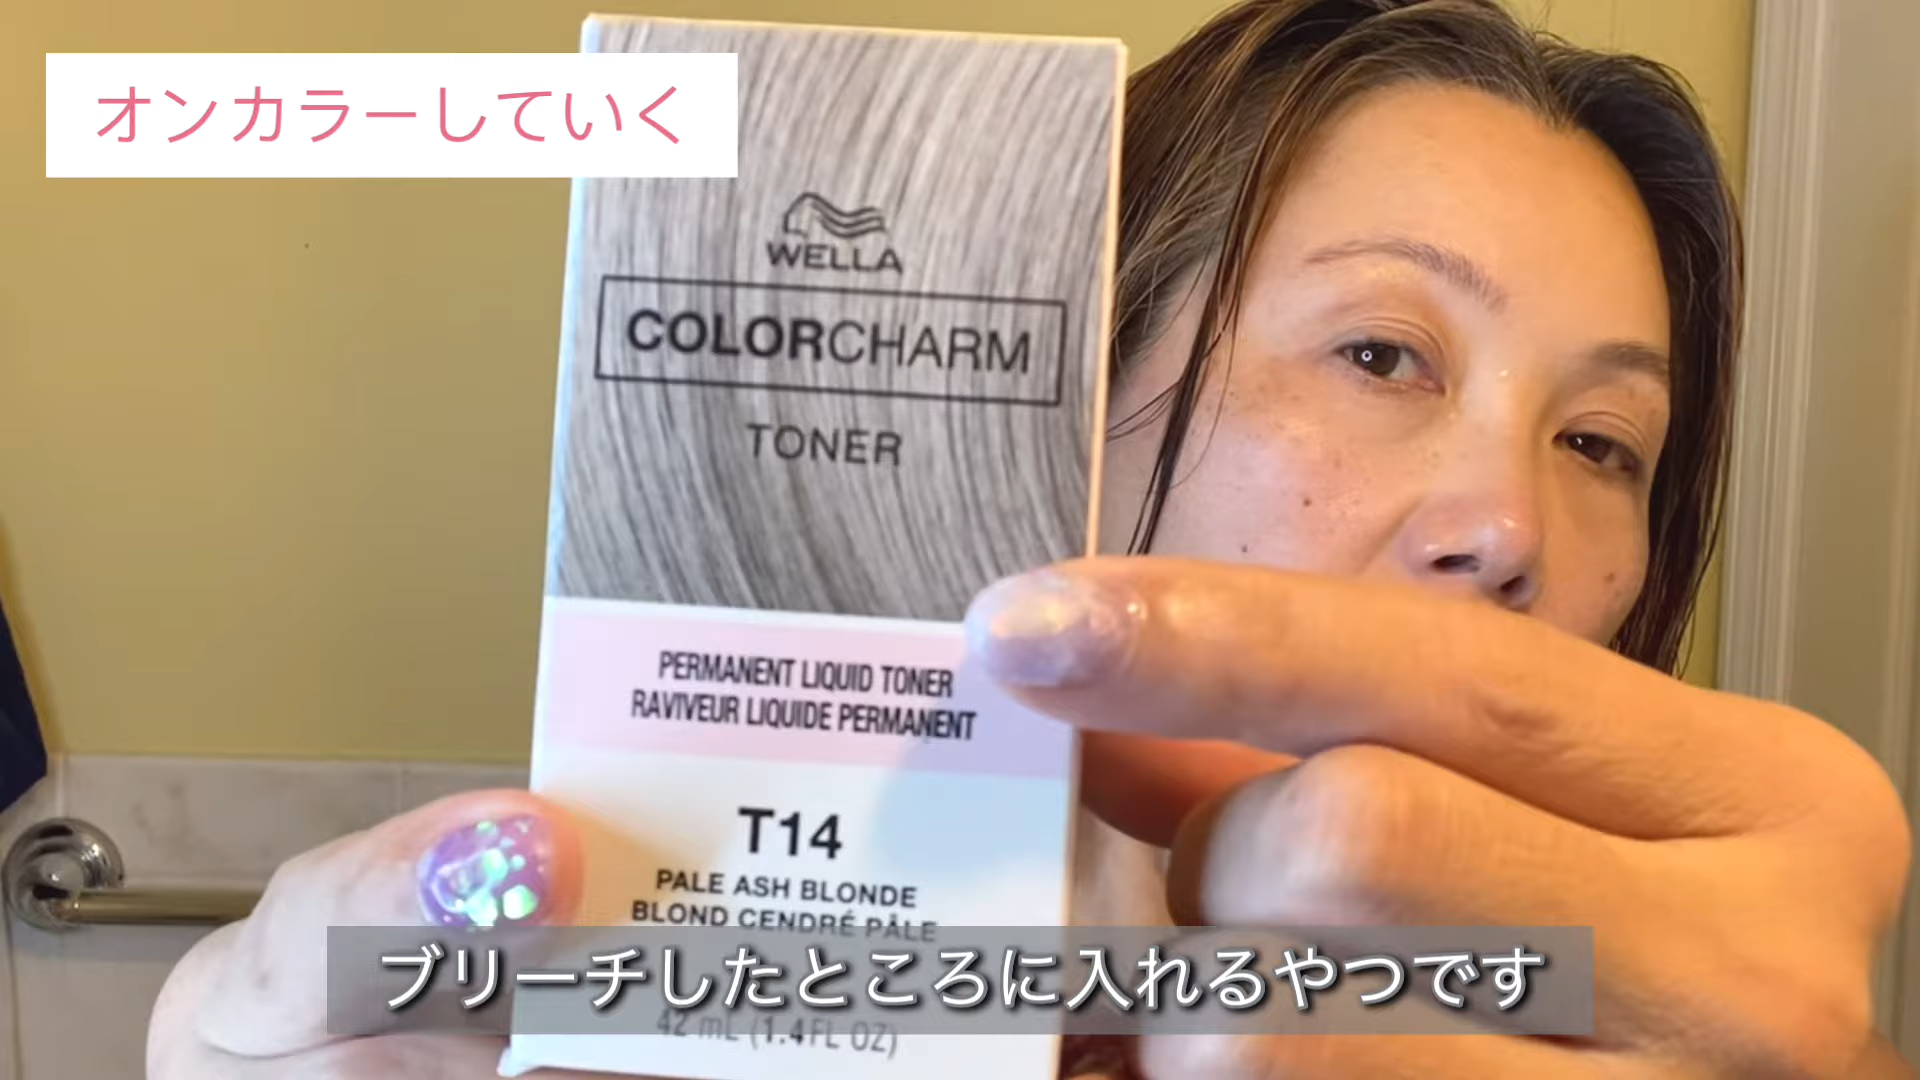 オンカラーしていく
WELLA
COLORCHARM
TONER
PERMANENT LIQUID TONER
RAVIVEUR LIQUIDE PERMANENT
T14
PALE ASH BLONDE
BLOND CENDRÉ PÂLE
ブリーチしたところに入れるやつです
42 mL (1.4 FL OZ)